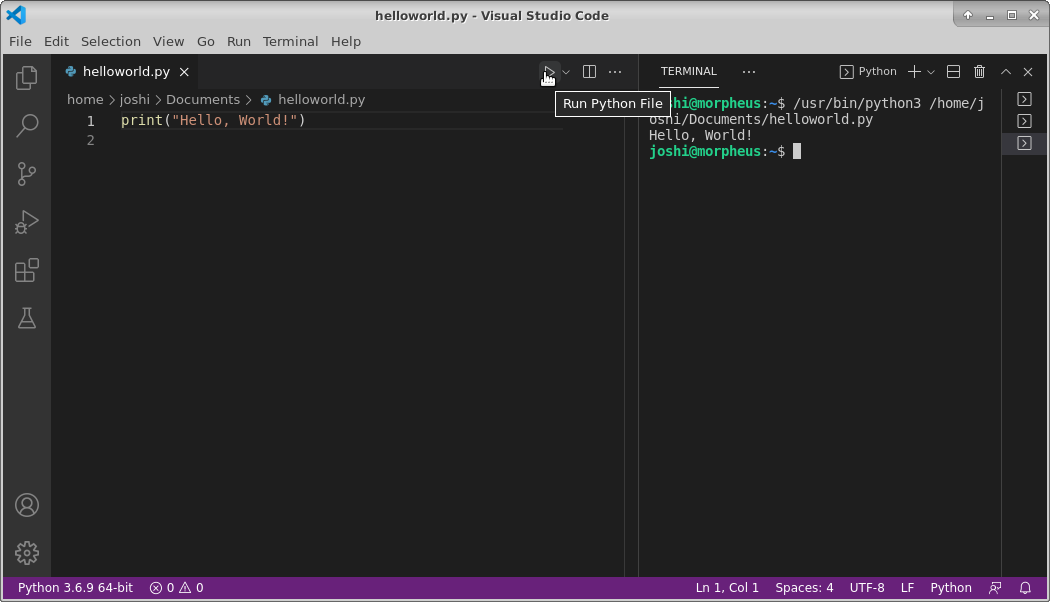 helloworld.py - Visual Studio Code
File Edit Selection View Go Run Terminal Help
helloworld.py
TERMINAL
Python
home > joshi > Documents > helloworld.py
Run Python File
1 print("Hello, World!")
2
shi@morpheus:~$ /usr/bin/python3 /home/j
oshi/Documents/helloworld.py
Hello, World!
joshi@morpheus:~$
Python 3.6.9 64-bit 0 0 Ln 1, Col 1 Spaces: 4 UTF-8 LF Python